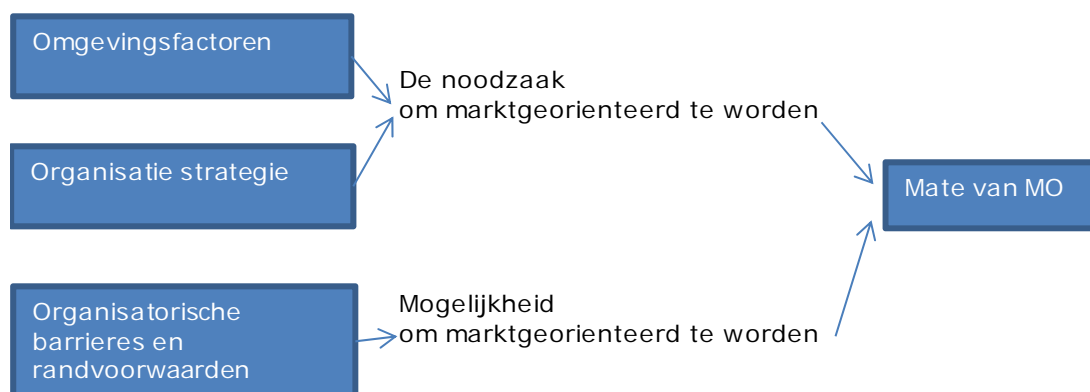 Omgevingsfactoren
De noodzaak
om marktgeorienteerd te worden
Organisatie strategie
Mate van MO
Organisatorische
barrieres en
randvoorwaarden
Mogelijkheid
om marktgeorienteerd te worden